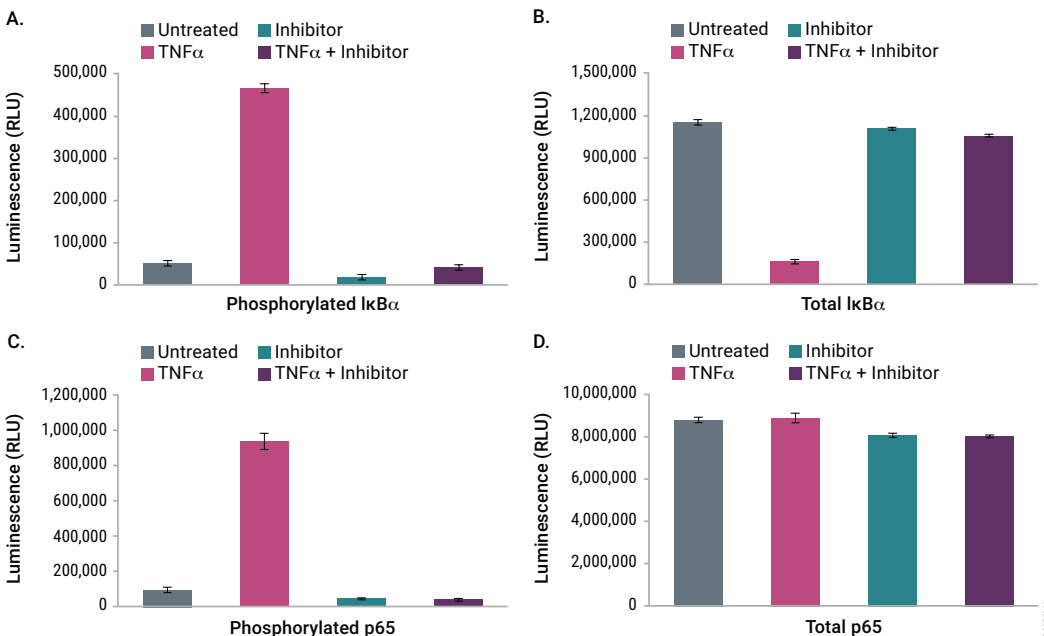 A.
Untreated Inhibitor
TNFα TNFα + Inhibitor
Luminescence (RLU)
500,000
400,000
300,000
200,000
100,000
0
Phosphorylated IκBα
B.
Untreated Inhibitor
TNFα TNFα + Inhibitor
Luminescence (RLU)
1,500,000
1,200,000
900,000
600,000
300,000
0
Total IκBα
C.
Untreated Inhibitor
TNFα TNFα + Inhibitor
Luminescence (RLU)
1,200,000
1,000,000
800,000
600,000
400,000
200,000
0
Phosphorylated p65
D.
Untreated Inhibitor
TNFα TNFα + Inhibitor
Luminescence (RLU)
10,000,000
8,000,000
6,000,000
4,000,000
2,000,000
0
Total p65